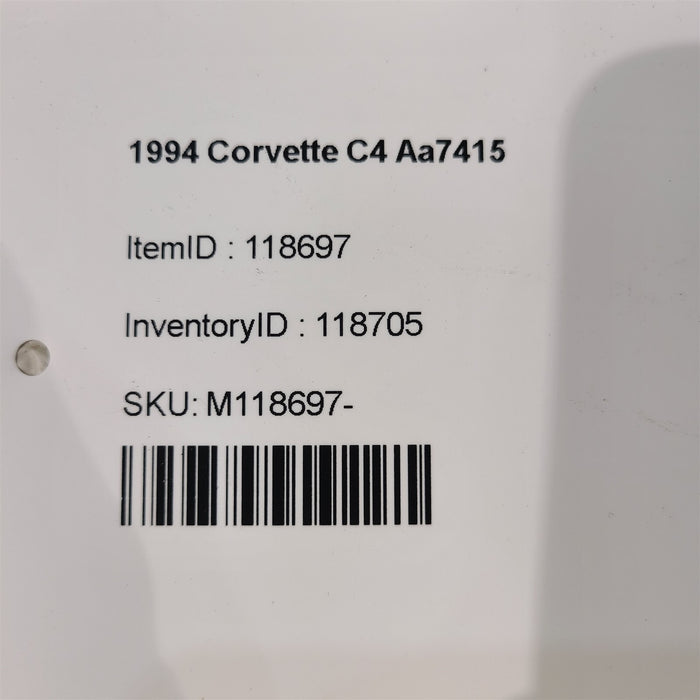 1994 Corvette C4 Aa7415
ItemID : 118697
InventoryID : 118705
SKU: M118697-